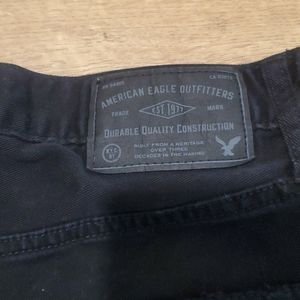 AMERICAN EAGLE OUTFITTERS
TRADE EST. 1977 MARK
DURABLE QUALITY CONSTRUCTION
BUILT FROM A HERITAGE
OVER THREE
DECADES IN THE MAKING